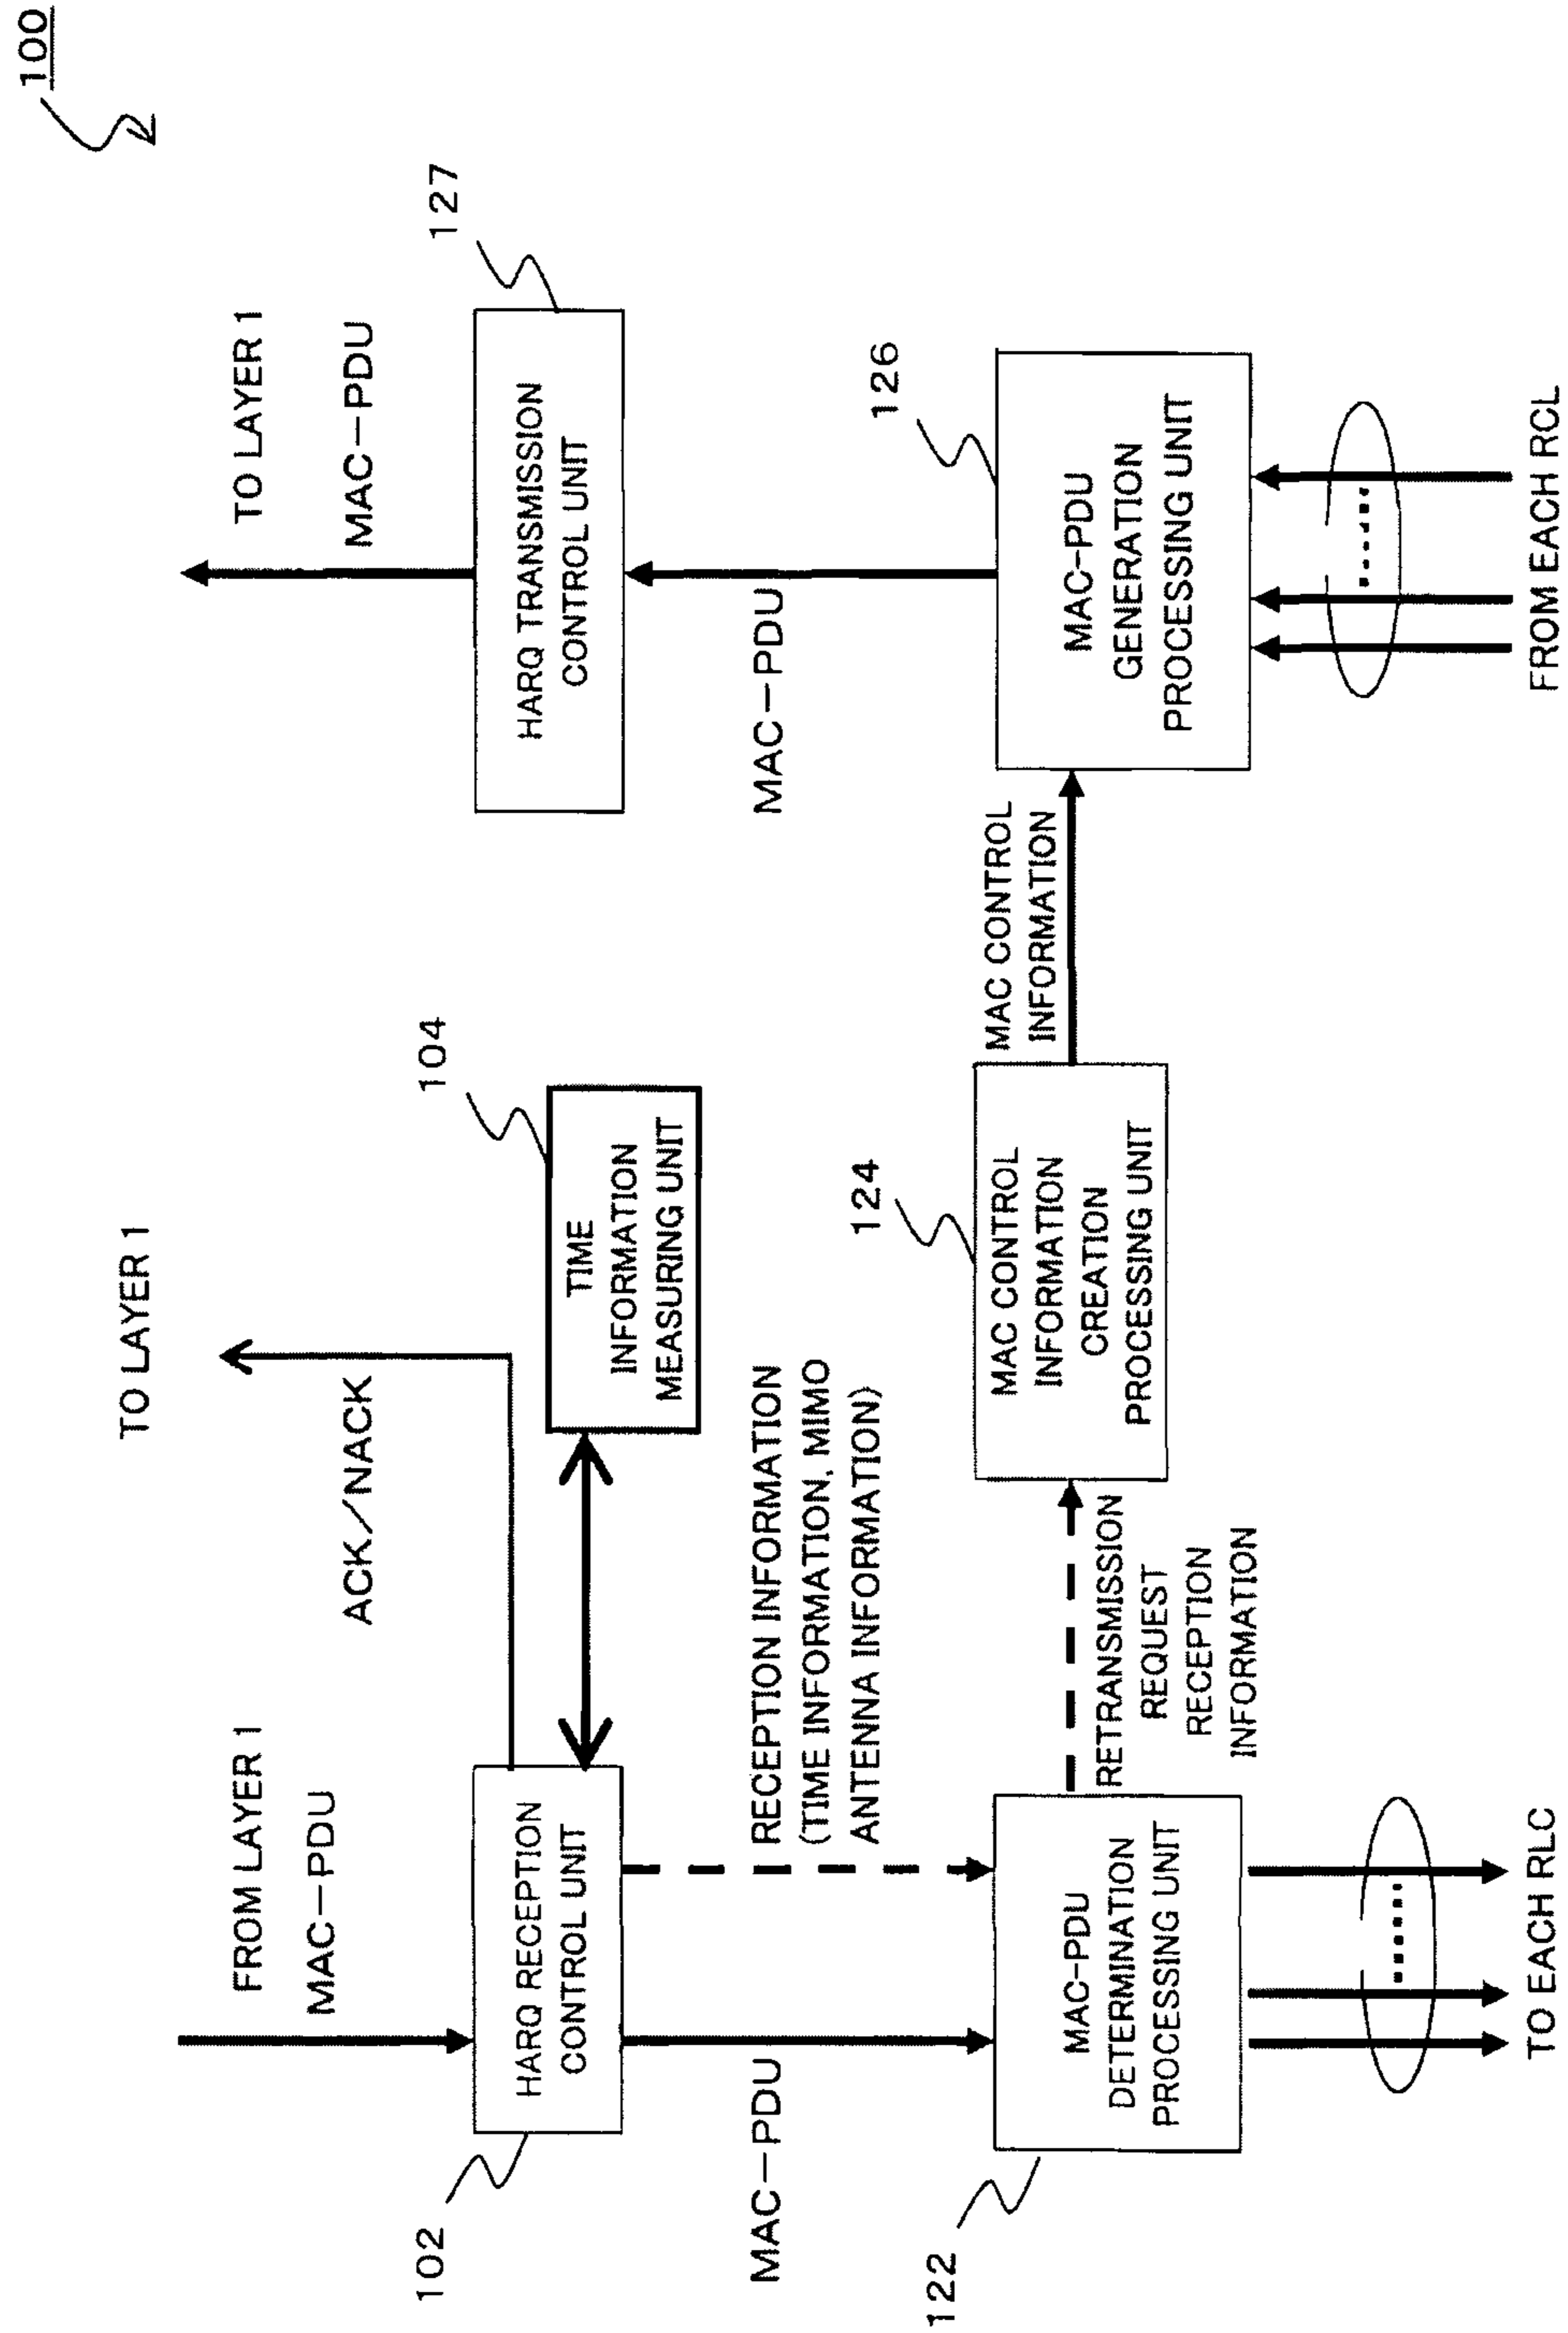 100
TO LAYER 1
FROM LAYER 1
MAC-PDU
ACK/NACK
TO LAYER 1
MAC-PDU
102
HARQ RECEPTION
CONTROL UNIT
104
TIME
INFORMATION
MEASURING UNIT
127
HARQ TRANSMISSION
CONTROL UNIT
MAC-PDU
RECEPTION INFORMATION
(TIME INFORMATION, MIMO
ANTENNA INFORMATION)
MAC-PDU
122
MAC-PDU
DETERMINATION
PROCESSING UNIT
RETRANSMISSION
REQUEST
RECEPTION
INFORMATION
124
MAC CONTROL
INFORMATION
CREATION
PROCESSING UNIT
MAC CONTROL
INFORMATION
126
MAC-PDU
GENERATION
PROCESSING UNIT
TO EACH RLC
FROM EACH RCL